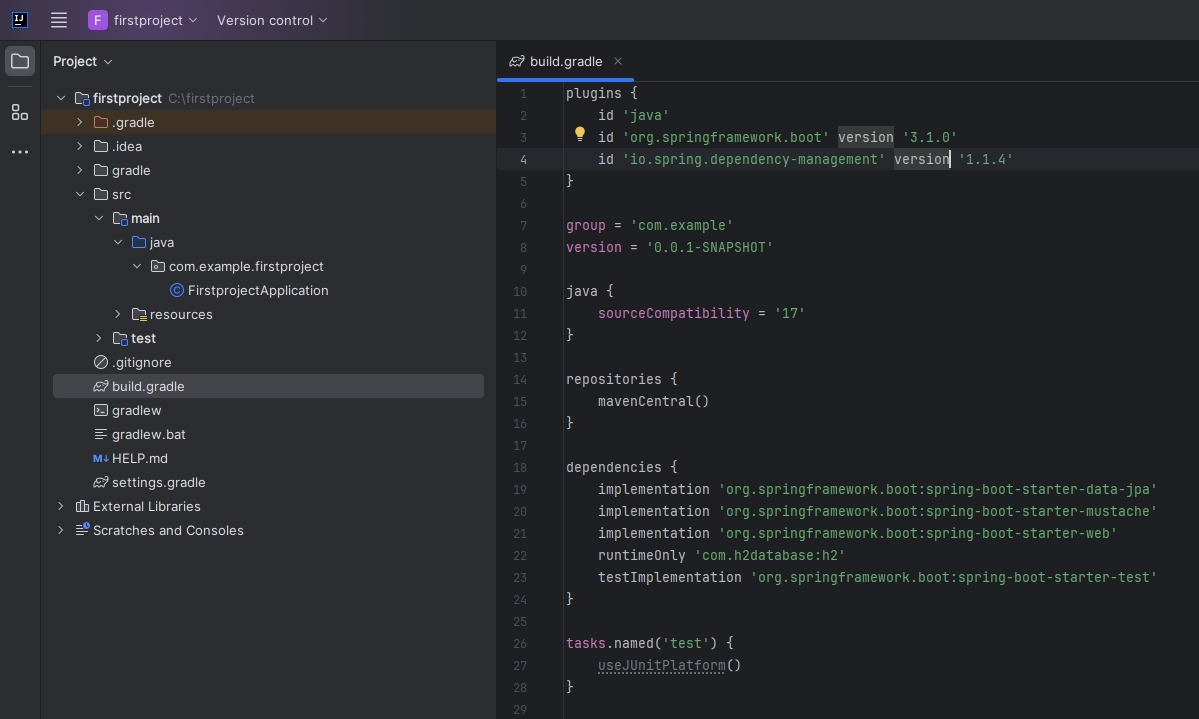 IJ
F firstproject Version control
Project
firstproject C:\firstproject
.gradle
.idea
gradle
src
main
java
com.example.firstproject
C FirstprojectApplication
resources
test
.gitignore
build.gradle
gradlew
gradlew.bat
M↓ HELP.md
settings.gradle
External Libraries
Scratches and Consoles
build.gradle
1 plugins {
2 id 'java'
3 id 'org.springframework.boot' version '3.1.0'
4 id 'io.spring.dependency-management' version '1.1.4'
5 }
6
7 group = 'com.example'
8 version = '0.0.1-SNAPSHOT'
9
10 java {
11 sourceCompatibility = '17'
12 }
13
14 repositories {
15 mavenCentral()
16 }
17
18 dependencies {
19 implementation 'org.springframework.boot:spring-boot-starter-data-jpa'
20 implementation 'org.springframework.boot:spring-boot-starter-mustache'
21 implementation 'org.springframework.boot:spring-boot-starter-web'
22 runtimeOnly 'com.h2database:h2'
23 testImplementation 'org.springframework.boot:spring-boot-starter-test'
24 }
25
26 tasks.named('test') {
27 useJUnitPlatform()
28 }
29